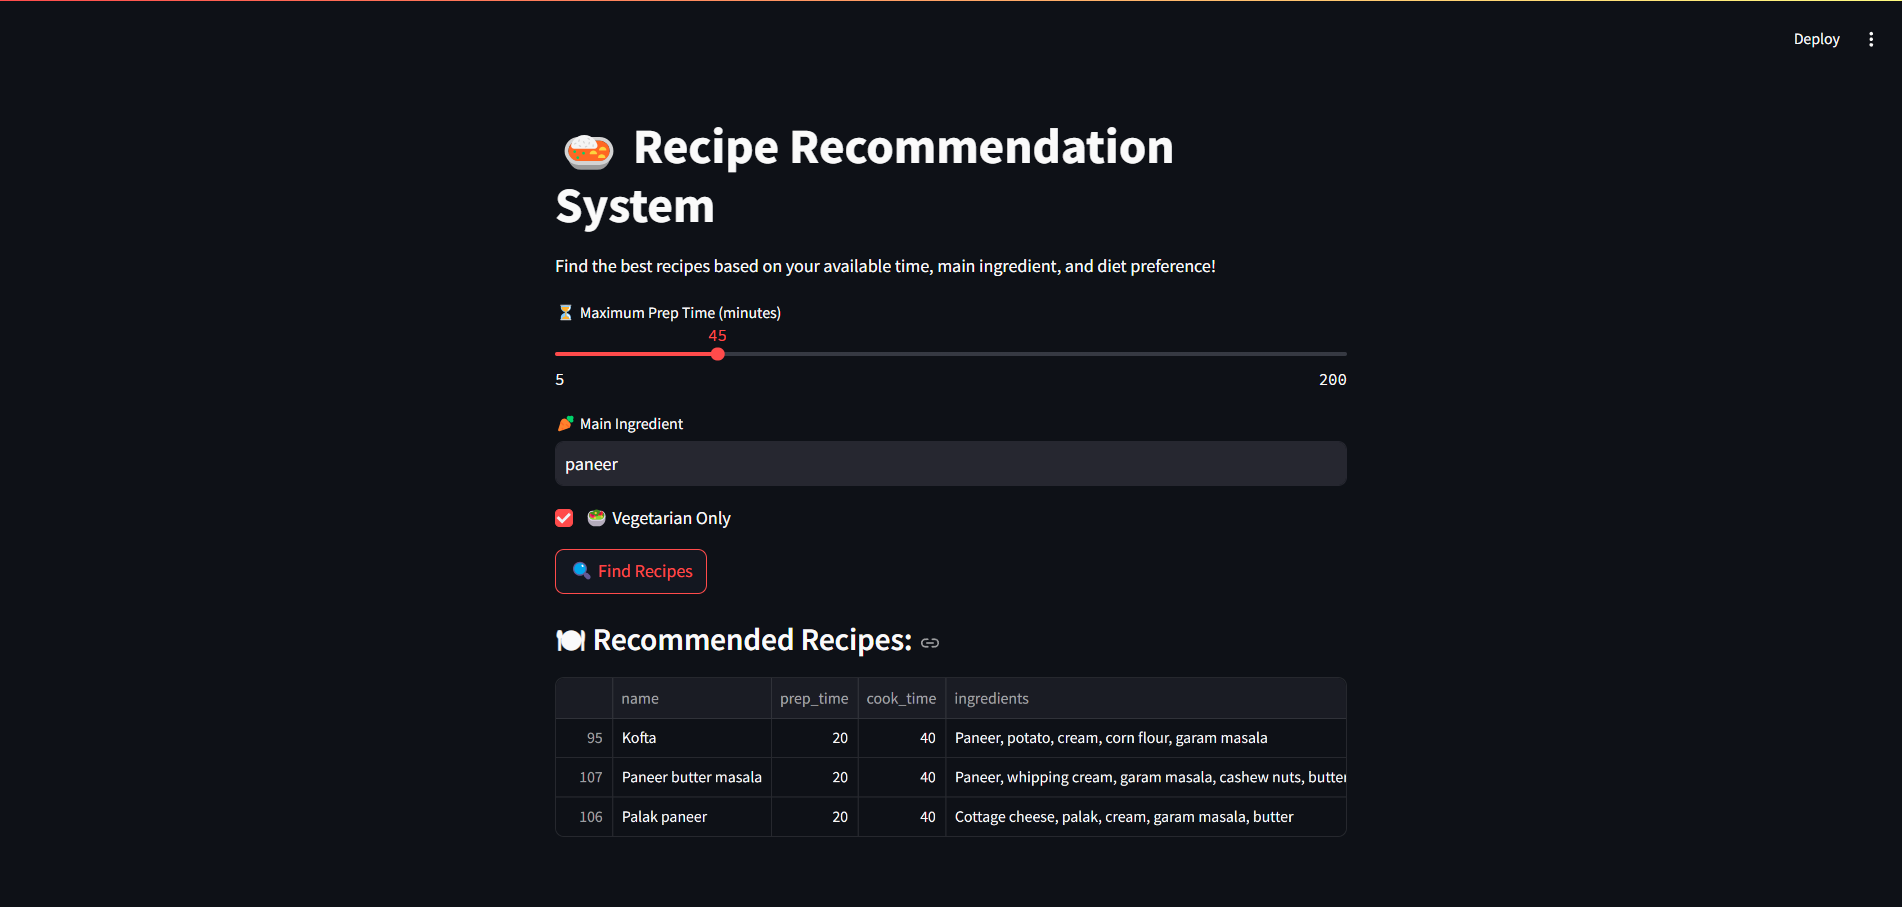 Deploy
Recipe Recommendation
System
Find the best recipes based on your available time, main ingredient, and diet preference!
Maximum Prep Time (minutes)
45
5 200
Main Ingredient
paneer
Vegetarian Only
Find Recipes
Recommended Recipes:
name prep_time cook_time ingredients
95 Kofta 20 40 Paneer, potato, cream, corn flour, garam masala
107 Paneer butter masala 20 40 Paneer, whipping cream, garam masala, cashew nuts, butter
106 Palak paneer 20 40 Cottage cheese, palak, cream, garam masala, butter